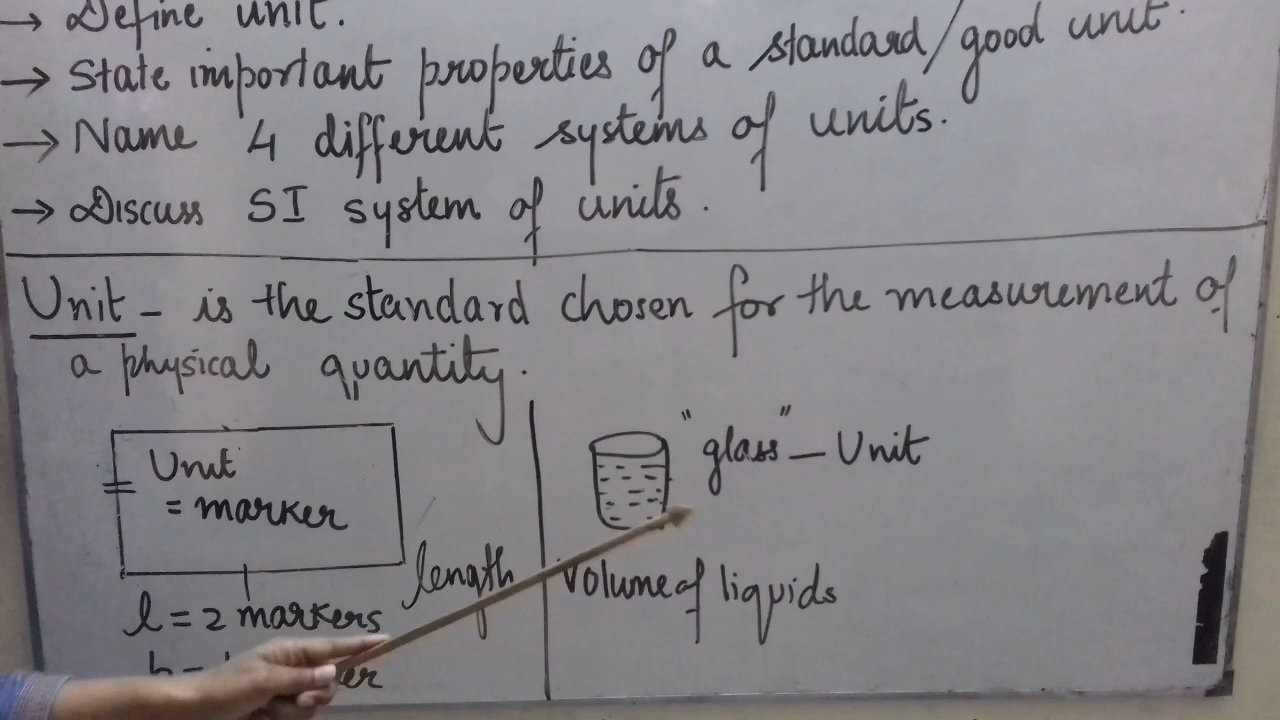 → Define unit.
→ State important properties of a standard/good unit.
→ Name 4 different systems of units.
→ Discuss SI system of units.
Unit - is the standard chosen for the measurement of
a physical quantity.
Unit
= marker
length
l = 2 markers
b =
"glass" - Unit
Volume of liquids